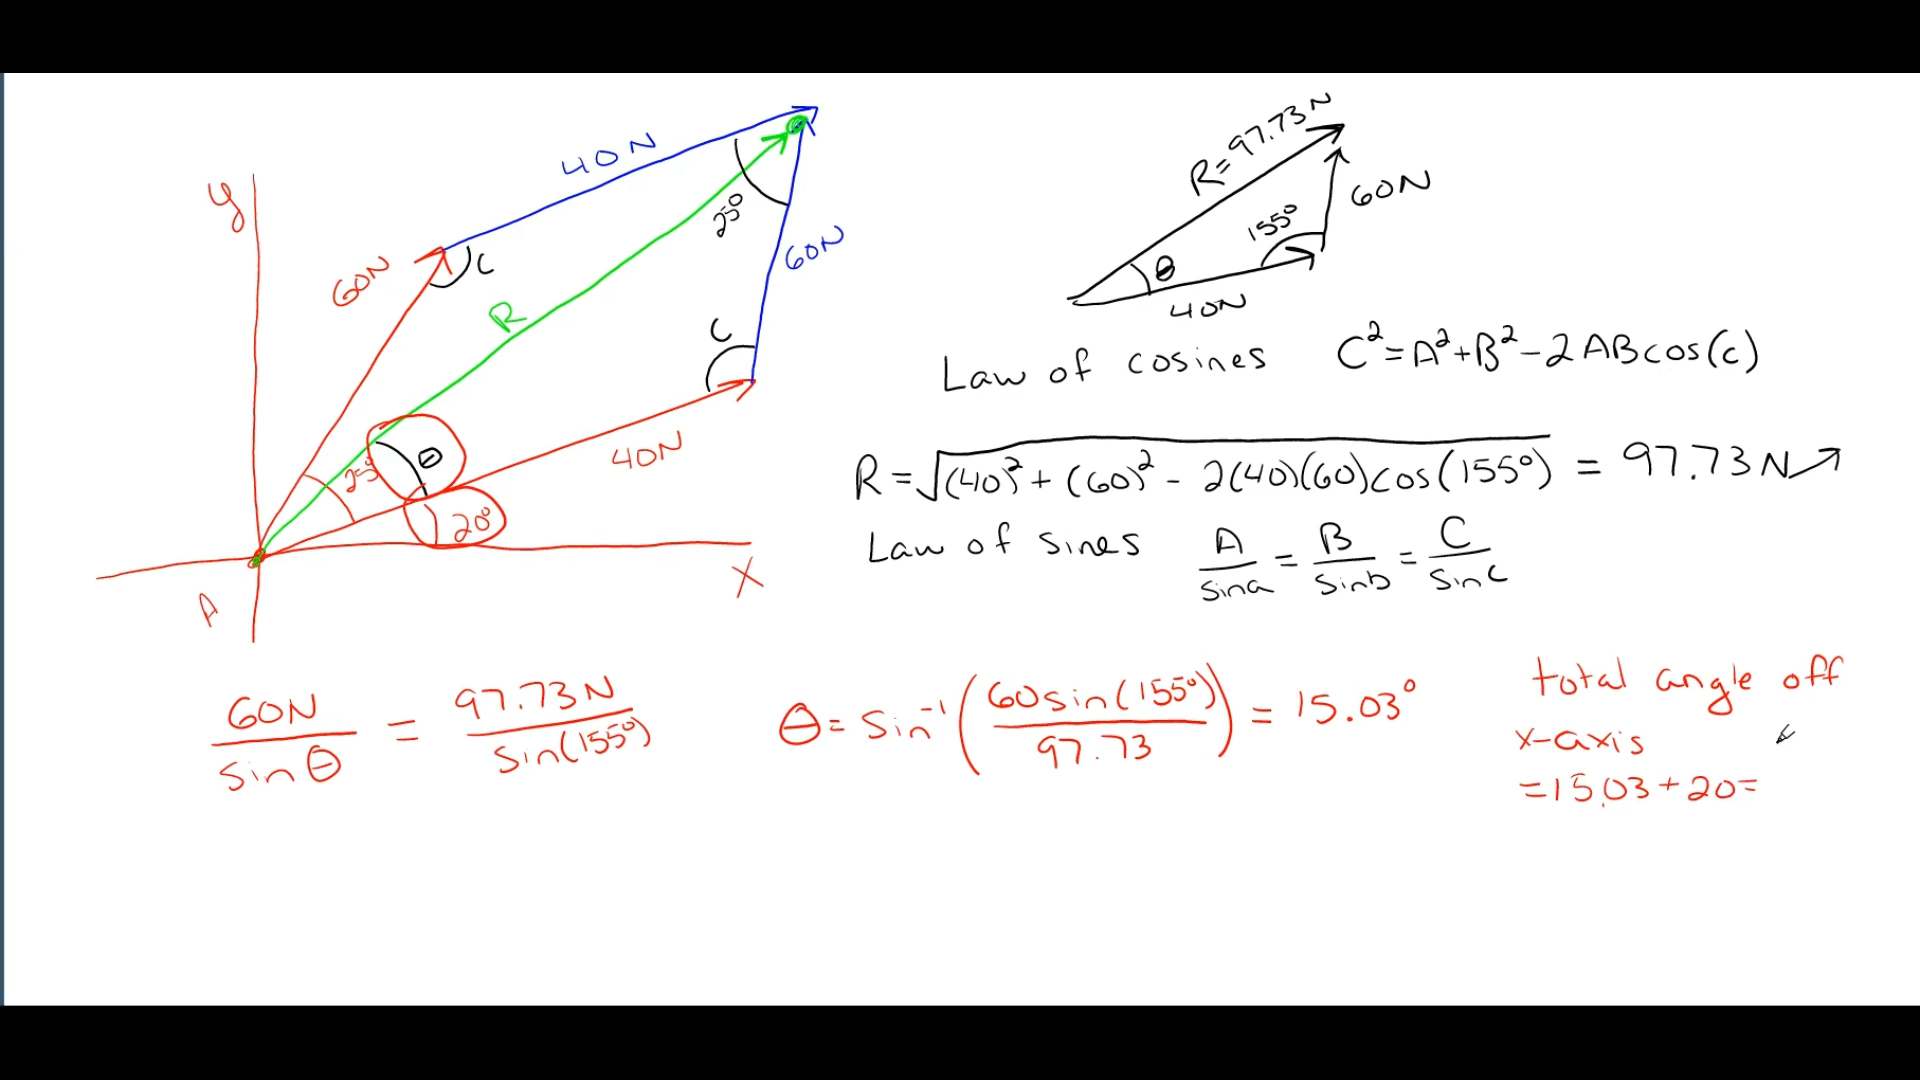 y
60N
40N
C
25°
60N
R
C
25°
θ
40N
20°
A
X
R=97.73N
60N
155°
θ
40N
Law of cosines C²=A²+B²-2ABcos(c)
R=√(40)²+(60)²-2(40)(60)cos(155°) = 97.73N↗
Law of sines A/sina = B/sinb = C/sinc
60N/sinθ = 97.73N/sin(155°)
θ=sin⁻¹(60sin(155°)/97.73) = 15.03°
total angle off
x-axis
=15.03+20=